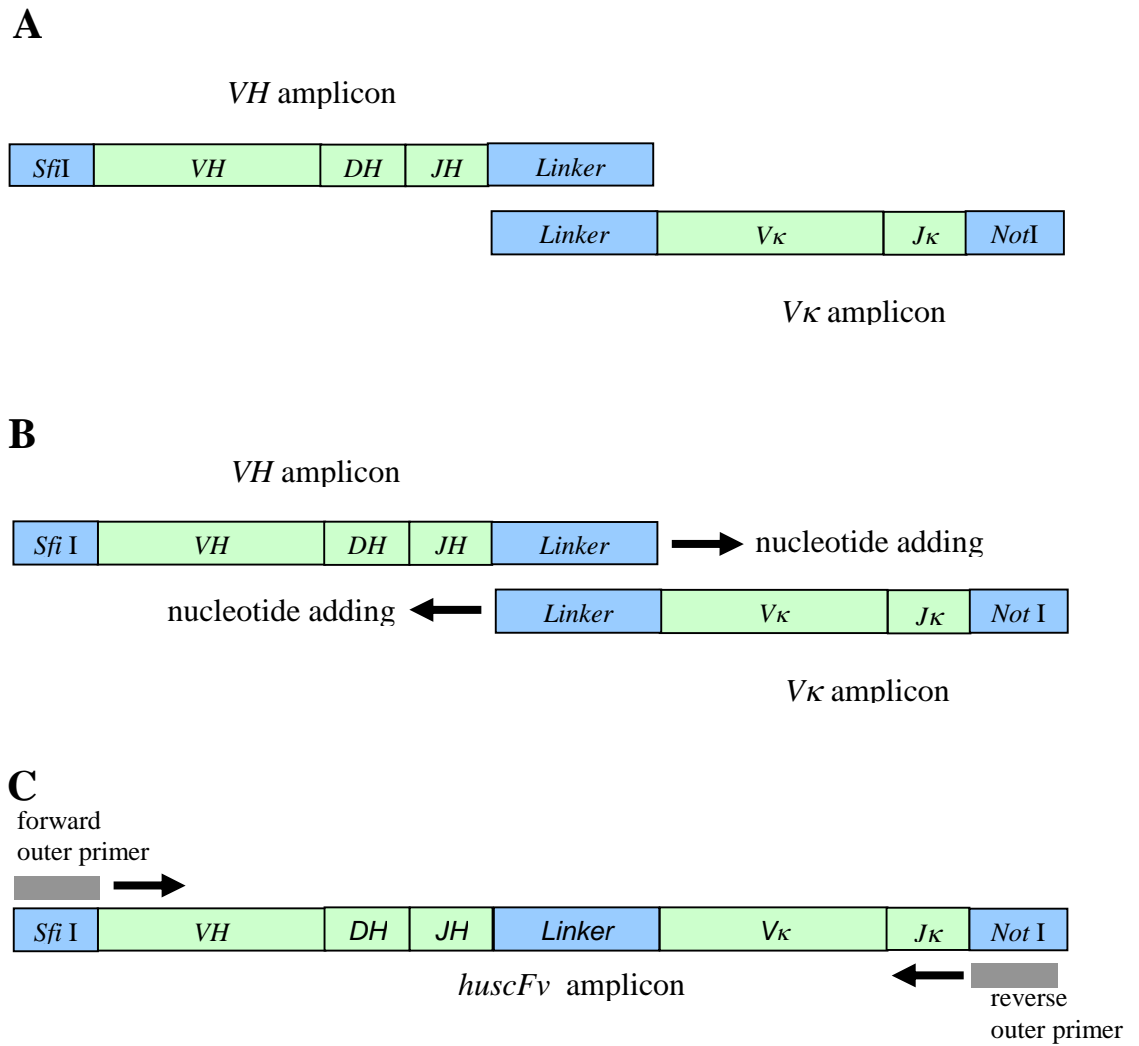 A
VH amplicon
SfiI VH DH JH Linker
Linker Vκ Jκ NotI
Vκ amplicon
B
VH amplicon
Sfi I VH DH JH Linker nucleotide adding
nucleotide adding Linker Vκ Jκ Not I
Vκ amplicon
C
forward
outer primer
Sfi I VH DH JH Linker Vκ Jκ Not I
huscFv amplicon
reverse
outer primer